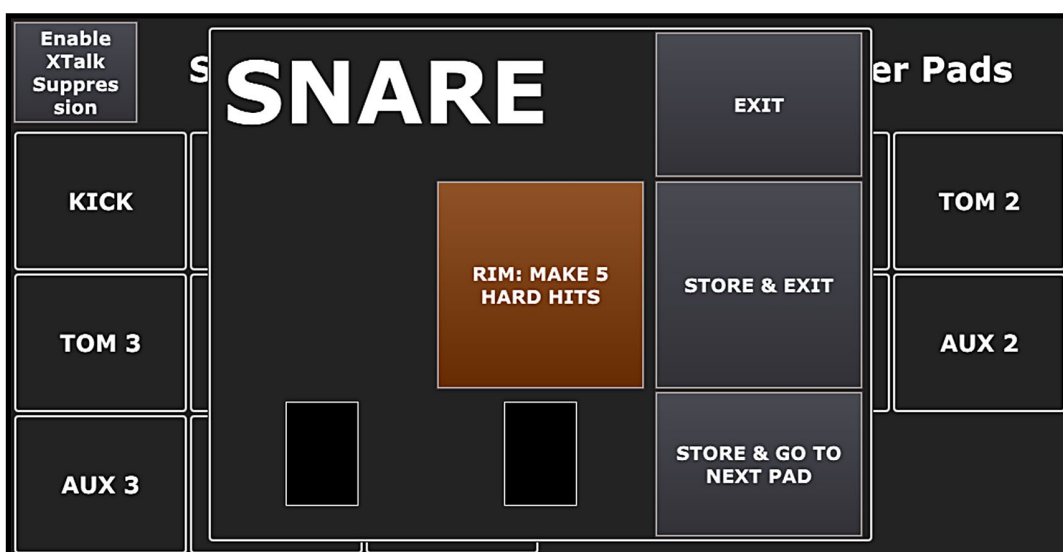 Enable
XTalk
Suppres
sion
S
er Pads
SNARE
EXIT
KICK
TOM 2
RIM: MAKE 5
HARD HITS
STORE & EXIT
TOM 3
AUX 2
STORE & GO TO
NEXT PAD
AUX 3